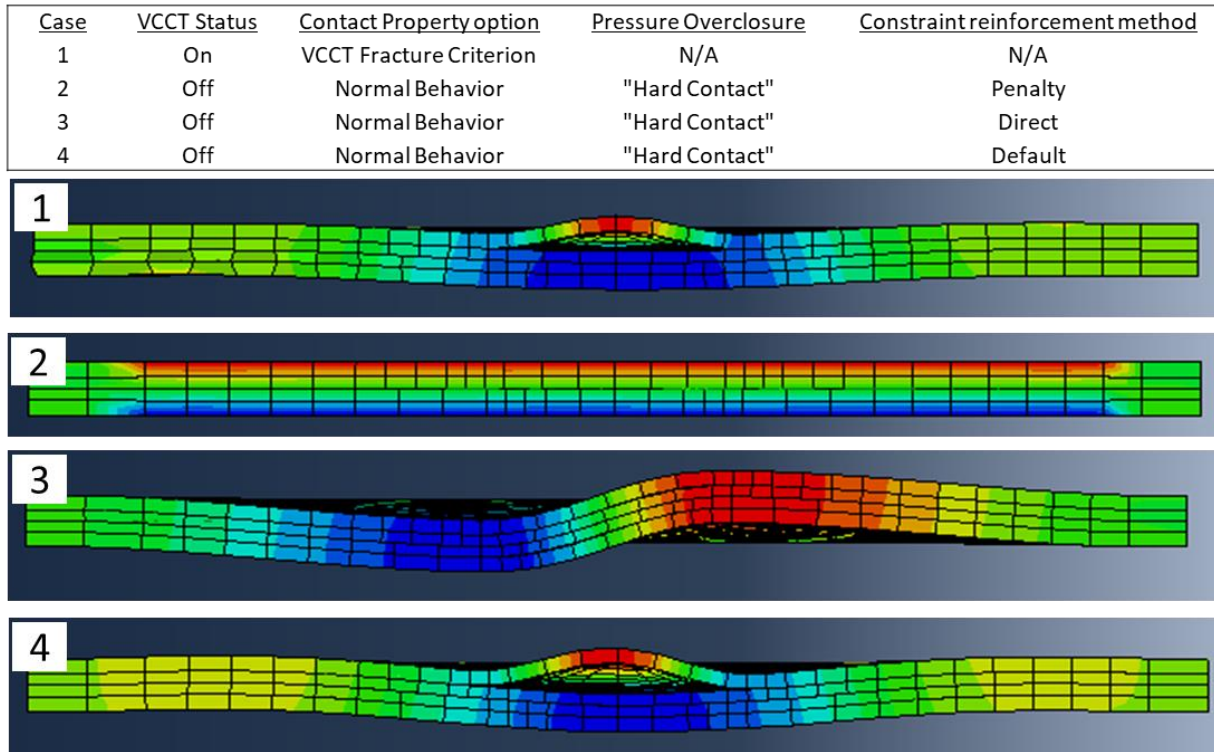 Case VCCT Status Contact Property option Pressure Overclosure Constraint reinforcement method
1 On VCCT Fracture Criterion N/A N/A
2 Off Normal Behavior "Hard Contact" Penalty
3 Off Normal Behavior "Hard Contact" Direct
4 Off Normal Behavior "Hard Contact" Default
1
2
3
4